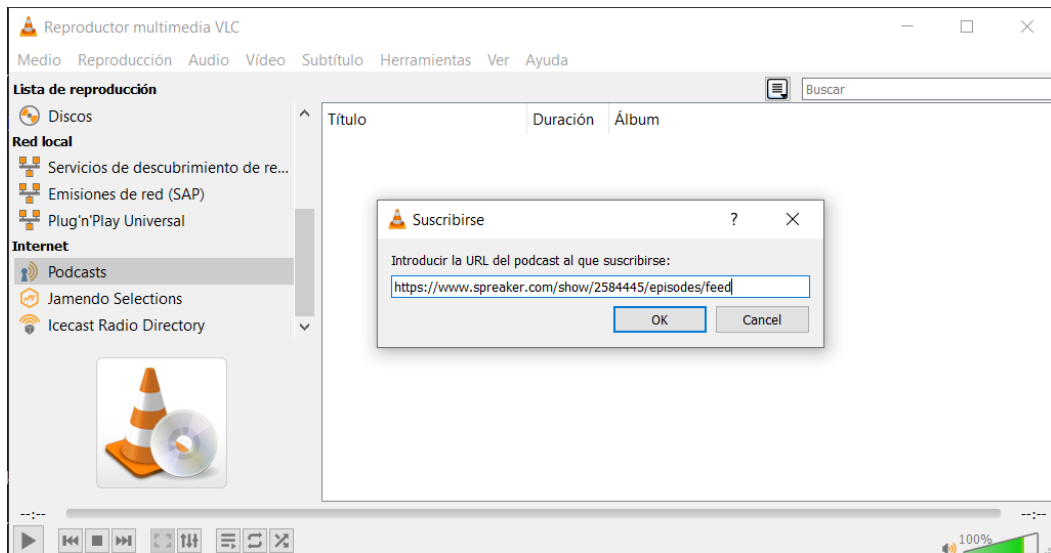 Reproductor multimedia VLC
Medio Reproducción Audio Vídeo Subtítulo Herramientas Ver Ayuda
Lista de reproducción
Buscar
Discos
Red local
Servicios de descubrimiento de re...
Emisiones de red (SAP)
Plug'n'Play Universal
Internet
Podcasts
Jamendo Selections
Icecast Radio Directory
Título Duración Álbum
Suscribirse ?
Introducir la URL del podcast al que suscribirse:
https://www.spreaker.com/show/2584445/episodes/feed
OK Cancel
--:-- --:--
100%